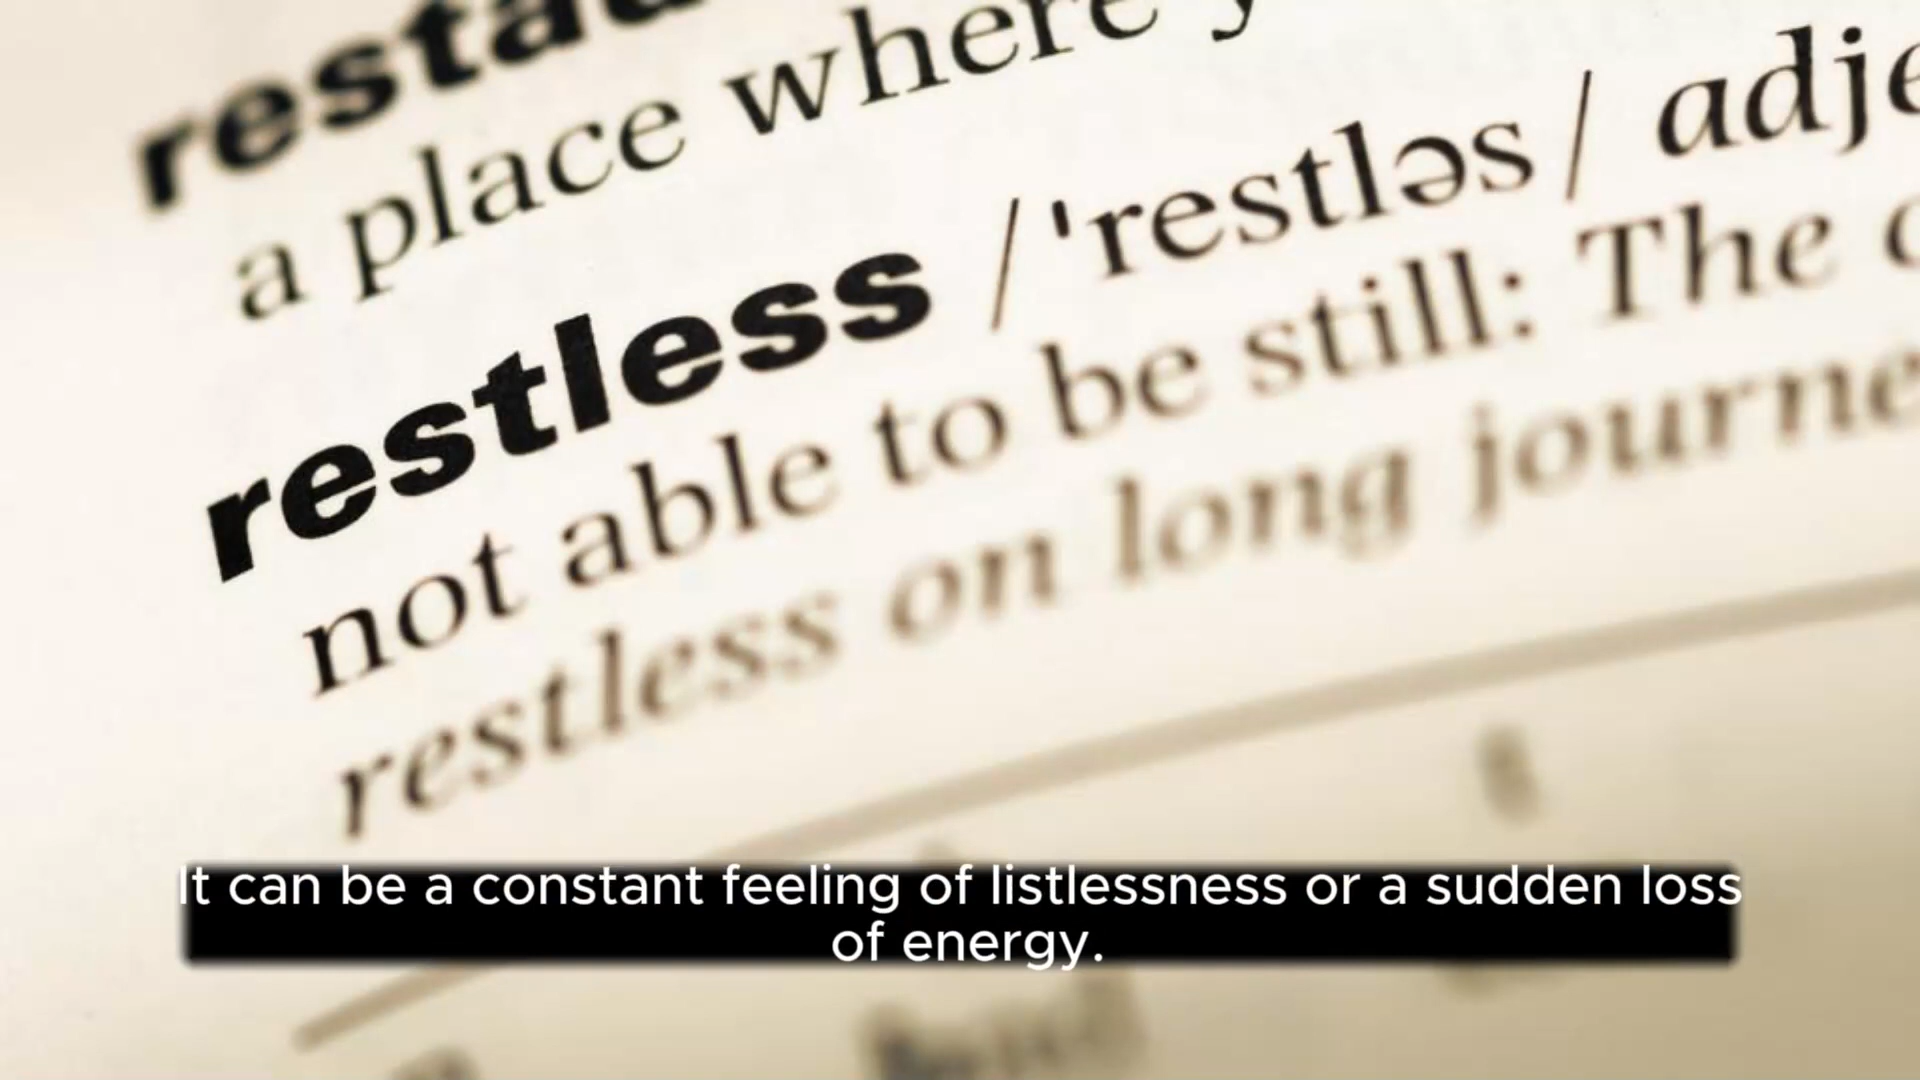 a place where y
restless /ˈrestləs/ adje
not able to be still: The c
restless on long journe
It can be a constant feeling of listlessness or a sudden loss
of energy.